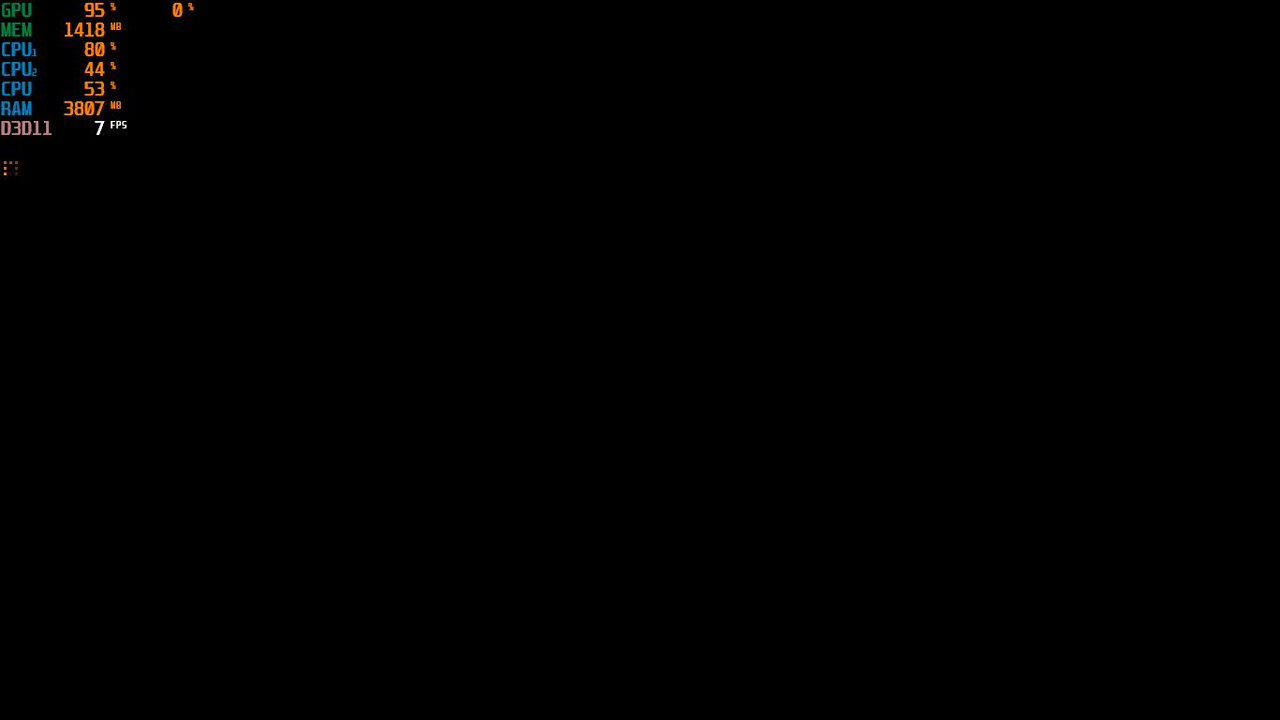 GPU 95 % 0 %
MEM 1418 MB
CPU1 80 %
CPU2 44 %
CPU 53 %
RAM 3807 MB
D3D11 7 FPS